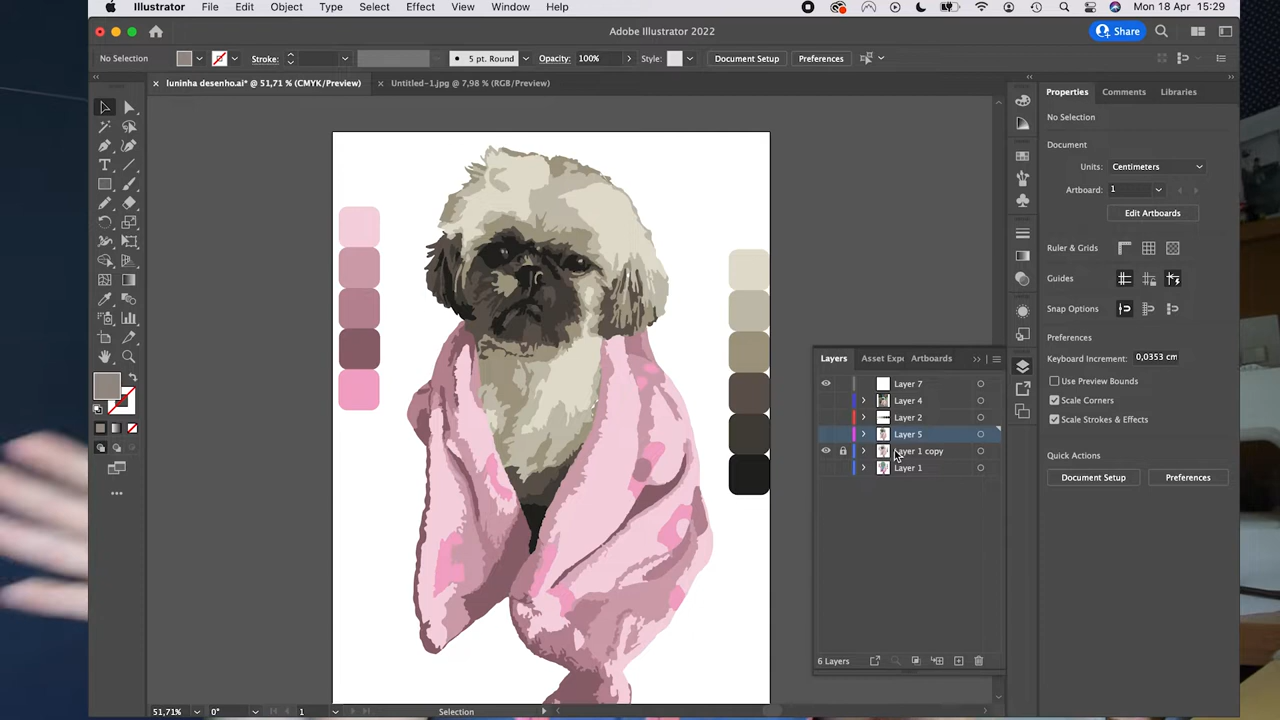 Illustrator File Edit Object Type Select Effect View Window Help Mon 18 Apr 15:29
Adobe Illustrator 2022 Share
No Selection Stroke: 5 pt. Round Opacity: 100% Style: Document Setup Preferences
luninha desenho.ai* @ 51,71 % (CMYK/Preview) Untitled-1.jpg @ 7,98 % (RGB/Preview)
Properties Comments Libraries
No Selection
Document
Units: Centimeters
Artboard: 1
Edit Artboards
Ruler & Grids
Guides
Snap Options
Preferences
Keyboard Increment: 0,0353 cm
Use Preview Bounds
Scale Corners
Scale Strokes & Effects
Quick Actions
Document Setup Preferences
Layers Asset Expo Artboards
Layer 7
Layer 4
Layer 2
Layer 5
Layer 1 copy
Layer 1
6 Layers
51,71% 0° 1 Selection